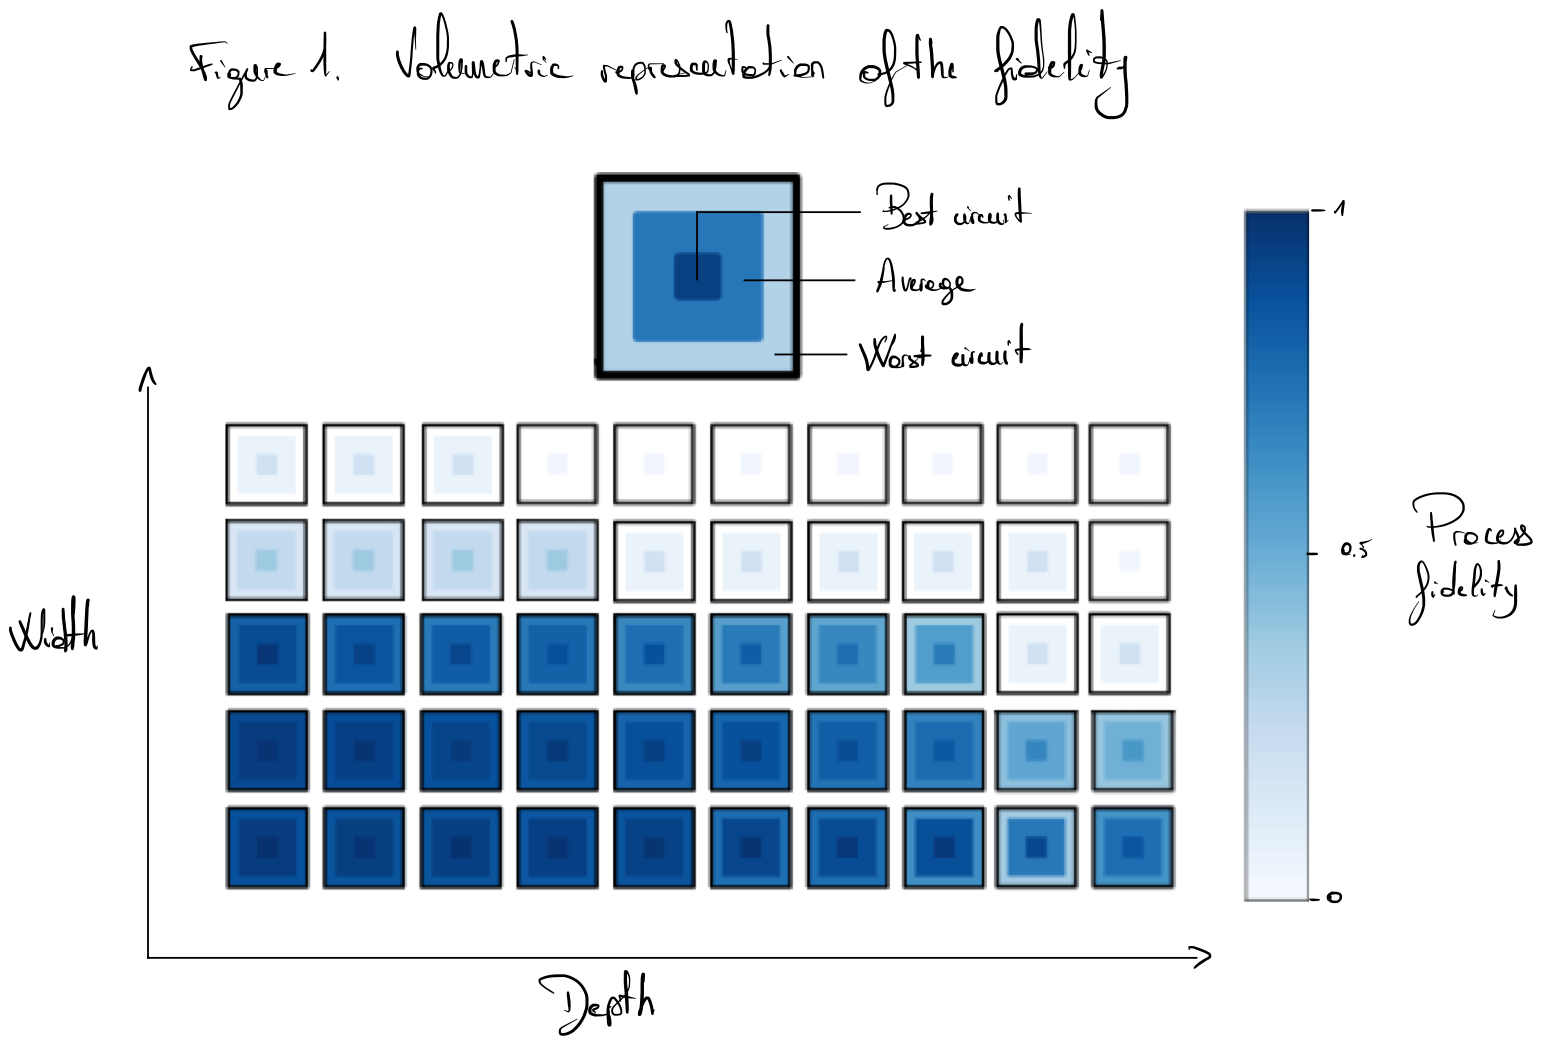 Figure 1. Volumetric representation of the fidelity
Best circuit
Average
Worst circuit
1
0.5
0
Process
fidelity
Width
Depth